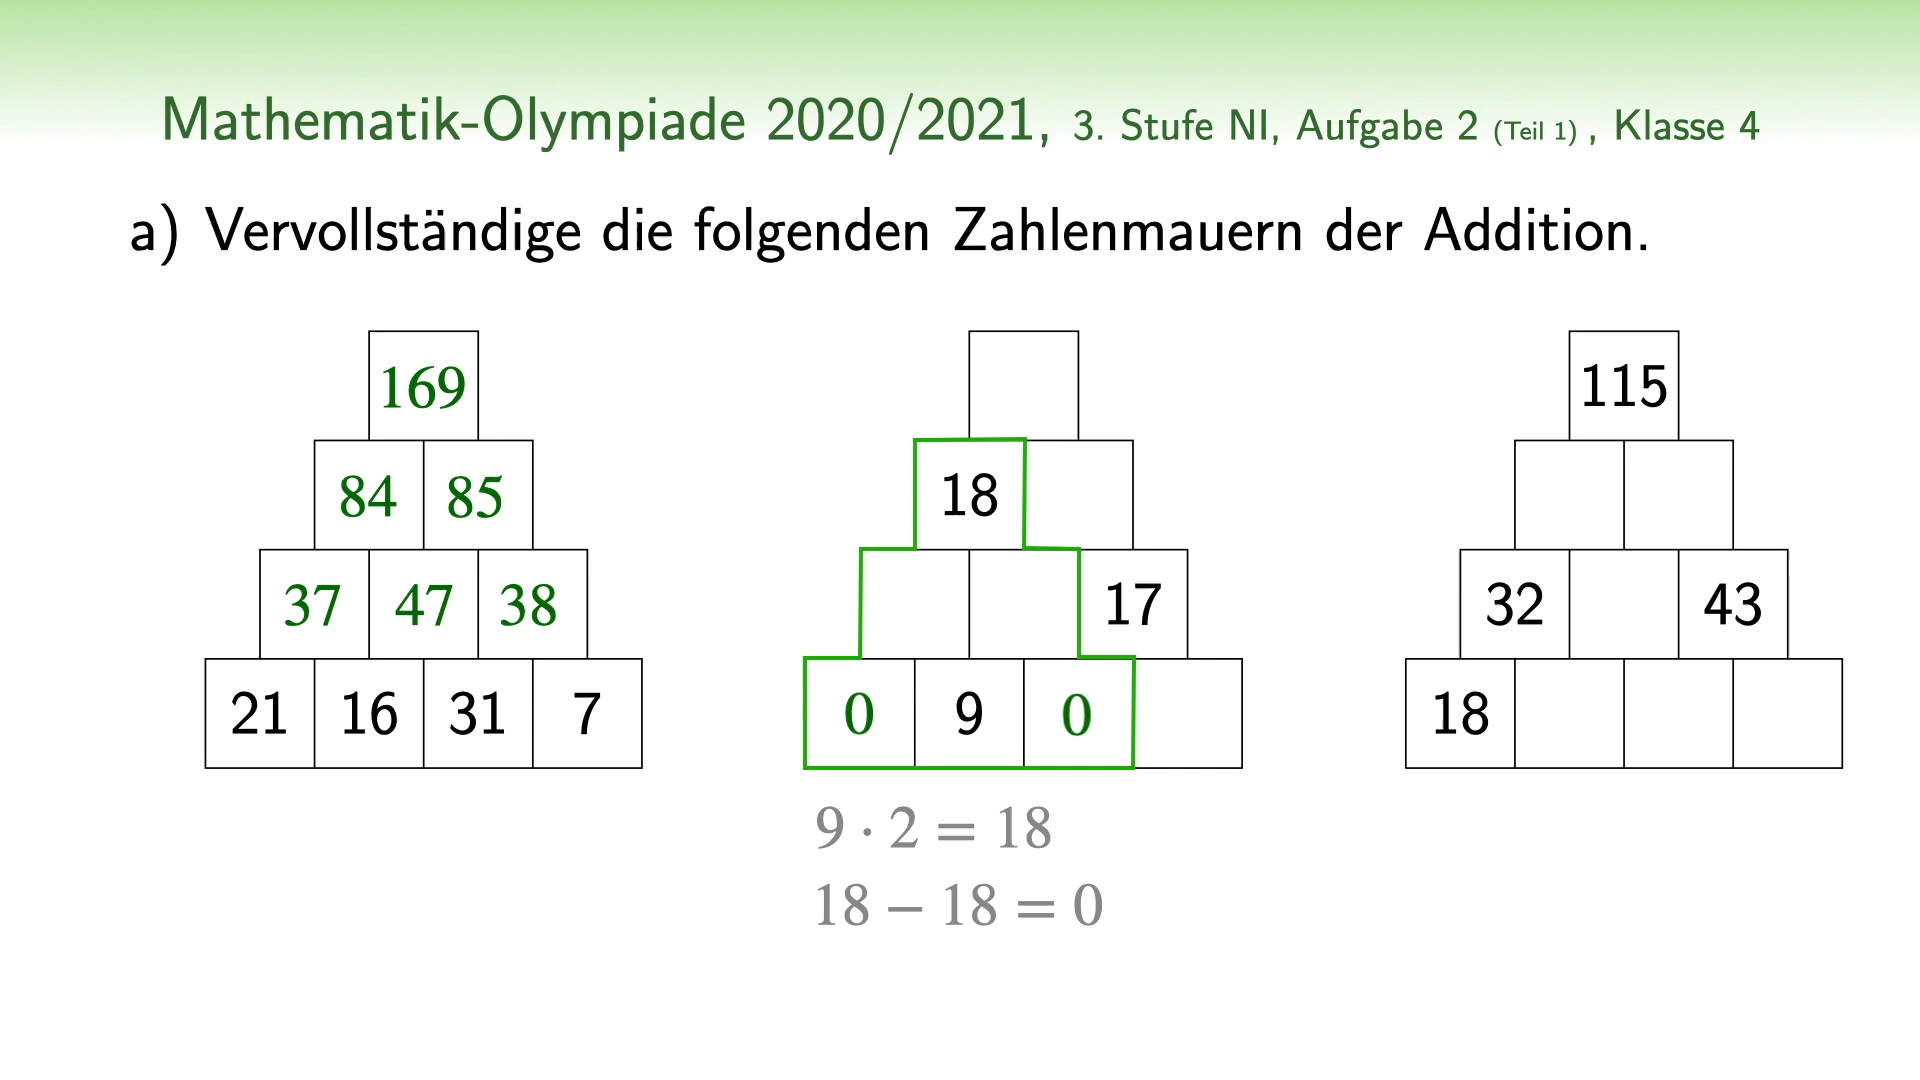 Mathematik-Olympiade 2020/2021, 3. Stufe NI, Aufgabe 2 (Teil 1) , Klasse 4
a) Vervollständige die folgenden Zahlenmauern der Addition.
169
84 85
37 47 38
21 16 31 7
18
17
0 9 0
9 · 2 = 18
18 − 18 = 0
115
32 43
18